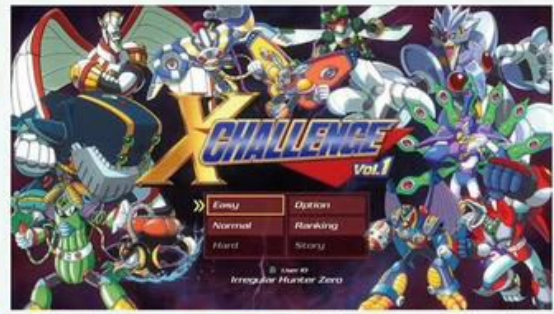 X CHALLENGE
Vol.1
Easy Option
Normal Ranking
Hard Story
User ID
Irregular Hunter Zero